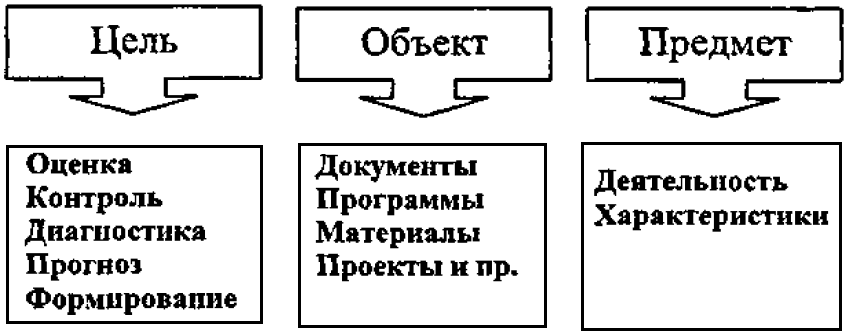 Цель
Оценка
Контроль
Диагностика
Прогноз
Формирование
Объект
Документы
Программы
Материалы
Проекты и пр.
Предмет
Деятельность
Характеристики